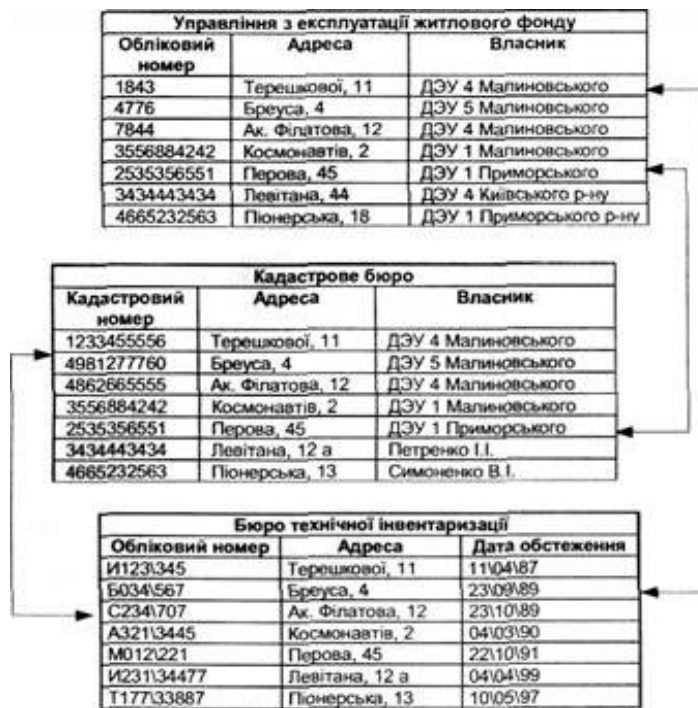 Управління з експлуатації житлового фонду
Обліковий номер Адреса Власник
1843 Терешкової, 11 ДЭУ 4 Малиновського
4776 Бреуса, 4 ДЭУ 5 Малиновського
7844 Ак. Філатова, 12 ДЭУ 4 Малиновського
3556884242 Космонавтів, 2 ДЭУ 1 Малиновського
2535356551 Перова, 45 ДЭУ 1 Приморського
3434443434 Левітана, 44 ДЭУ 4 Київського р-ну
4665232563 Піонерська, 18 ДЭУ 1 Приморського р-ну
Кадастрове бюро
Кадастровий номер Адреса Власник
1233455556 Терешкової, 11 ДЭУ 4 Малиновського
4981277760 Бреуса, 4 ДЭУ 5 Малиновського
4862665555 Ак. Філатова, 12 ДЭУ 4 Малиновського
3556884242 Космонавтів, 2 ДЭУ 1 Малиновського
2535356551 Перова, 45 ДЭУ 1 Приморського
3434443434 Левітана, 12 а Петренко І.І.
4665232563 Піонерська, 13 Симоненко В.І.
Бюро технічної інвентаризації
Обліковий номер Адреса Дата обстеження
И123\345 Терешкової, 11 11\04\87
Б034\567 Бреуса, 4 23\09\89
С234\707 Ак. Філатова, 12 23\10\89
А321\3445 Космонавтів, 2 04\03\90
М012\221 Перова, 45 22\10\91
И231\34477 Левітана, 12 а 04\04\99
Т177\33887 Піонерська, 13 10\05\97